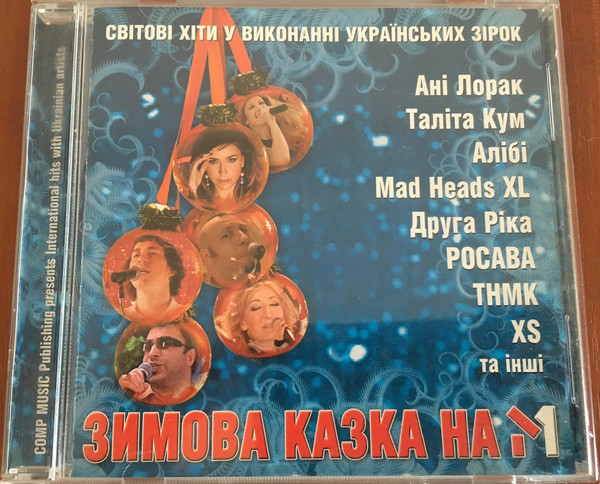 СВІТОВІ ХІТИ У ВИКОНАННІ УКРАЇНСЬКИХ ЗІРОК
Ані Лорак
Таліта Кум
Алібі
Mad Heads XL
Друга Ріка
РОСАВА
ТНМК
XS
та інші
ЗИМОВА КАЗКА НА М1
COMP MUSIC Publishing presents International hits with Ukrainian artists